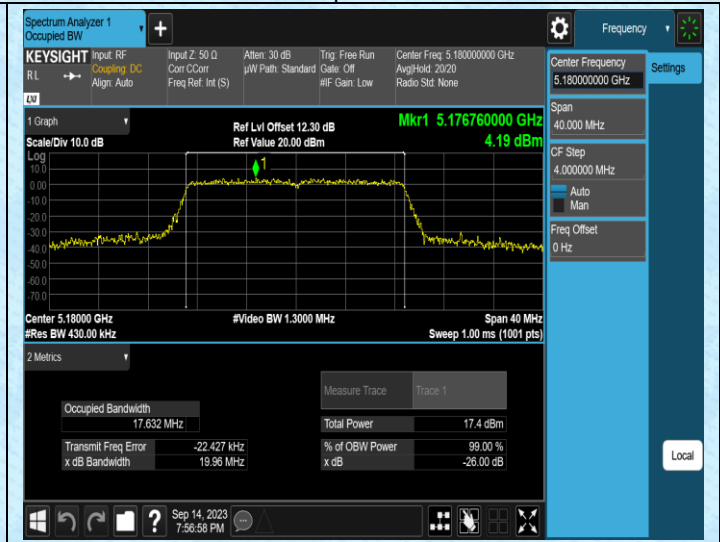 Spectrum Analyzer 1
Occupied BW
+
Frequency
KEYSIGHT
RL
LXI
Input: RF
Coupling: DC
Align: Auto
Input Z: 50 Ω
Corr CCorr
Freq Ref: Int (S)
Atten: 30 dB
µW Path: Standard
Trig: Free Run
Gate: Off
#IF Gain: Low
Center Freq: 5.180000000 GHz
Avg|Hold: 20/20
Radio Std: None
Center Frequency
5.180000000 GHz
Settings
Span
40.000 MHz
CF Step
4.000000 MHz
Auto
Man
Freq Offset
0 Hz
1 Graph
Scale/Div 10.0 dB
Ref Lvl Offset 12.30 dB
Ref Value 20.00 dBm
Mkr1 5.176760000 GHz
4.19 dBm
Log
10.0
0.00
-10.0
-20.0
-30.0
-40.0
-50.0
-60.0
-70.0
1
Center 5.18000 GHz
#Video BW 1.3000 MHz
Span 40 MHz
#Res BW 430.00 kHz
Sweep 1.00 ms (1001 pts)
2 Metrics
Measure Trace
Trace 1
Occupied Bandwidth
17.632 MHz
Total Power
17.4 dBm
Transmit Freq Error
-22.427 kHz
% of OBW Power
99.00 %
x dB Bandwidth
19.96 MHz
x dB
-26.00 dB
Local
?
Sep 14, 2023
7:56:58 PM